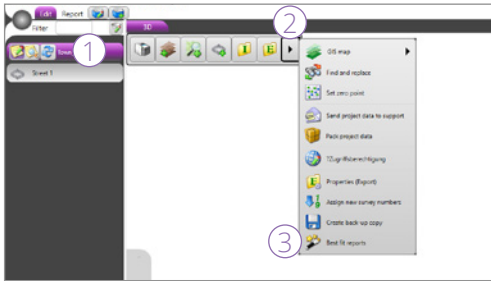 Edit Report
Filter
3D
2
1
Street 1
GIS map
Find and replace
Set zero point
Send project data to support
Pack project data
TZugriffsberechtigung
Properties (Export)
Assign new survey numbers
Create back-up copy
3
Best fit reports